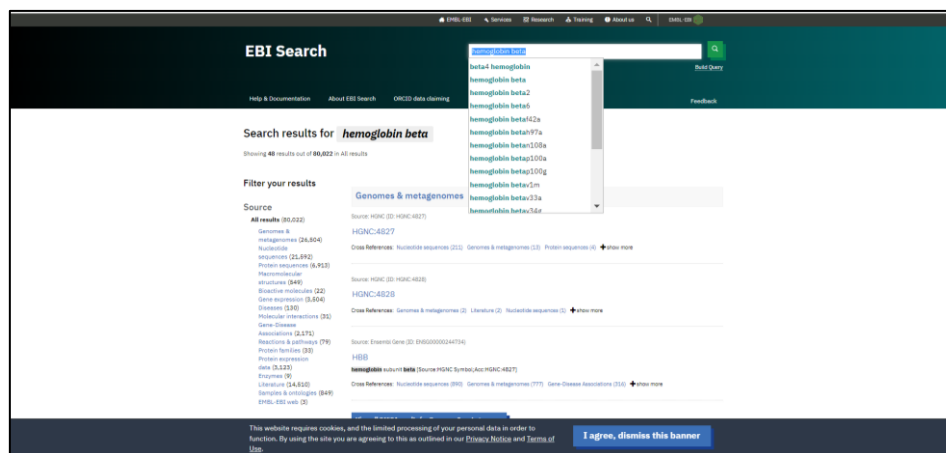 EMBL-EBI Services Research Training About us EMBL-EBI
EBI Search
hemoglobin beta
Build Query
beta4 hemoglobin
hemoglobin beta
hemoglobin beta2
hemoglobin beta6
hemoglobin betaf42a
hemoglobin betah97a
hemoglobin betan108a
hemoglobin betap100a
hemoglobin betap100g
hemoglobin betav1m
hemoglobin betav33a
hemoglobin betav34g
Help & Documentation About EBI Search ORCID data claiming
Feedback
Search results for hemoglobin beta
Showing 48 results out of 80,022 in All results
Filter your results
Source
All results (80,022)
Genomes &
metagenomes (26,504)
Nucleotide
sequences (21,592)
Protein sequences (6,913)
Macromolecular
structures (849)
Bioactive molecules (22)
Gene expression (3,504)
Diseases (130)
Molecular interactions (31)
Gene-Disease
Associations (2,171)
Reactions & pathways (79)
Protein families (33)
Protein expression
data (3,123)
Enzymes (9)
Literature (14,510)
Samples & ontologies (849)
EMBL-EBI web (3)
Genomes & metagenomes
Source: HGNC (ID: HGNC:4827)
HGNC:4827
Cross References: Nucleotide sequences (211) Genomes & metagenomes (13) Protein sequences (4) show more
Source: HGNC (ID: HGNC:4828)
HGNC:4828
Cross References: Genomes & metagenomes (2) Literature (2) Nucleotide sequences (1) show more
Source: Ensembl Gene (ID: ENSG00000244734)
HBB
hemoglobin subunit beta [Source:HGNC Symbol;Acc:HGNC:4827]
Cross References: Nucleotide sequences (890) Genomes & metagenomes (777) Gene-Disease Associations (316) show more
This website requires cookies, and the limited processing of your personal data in order to
function. By using the site you are agreeing to this as outlined in our Privacy Notice and Terms of
Use.
I agree, dismiss this banner